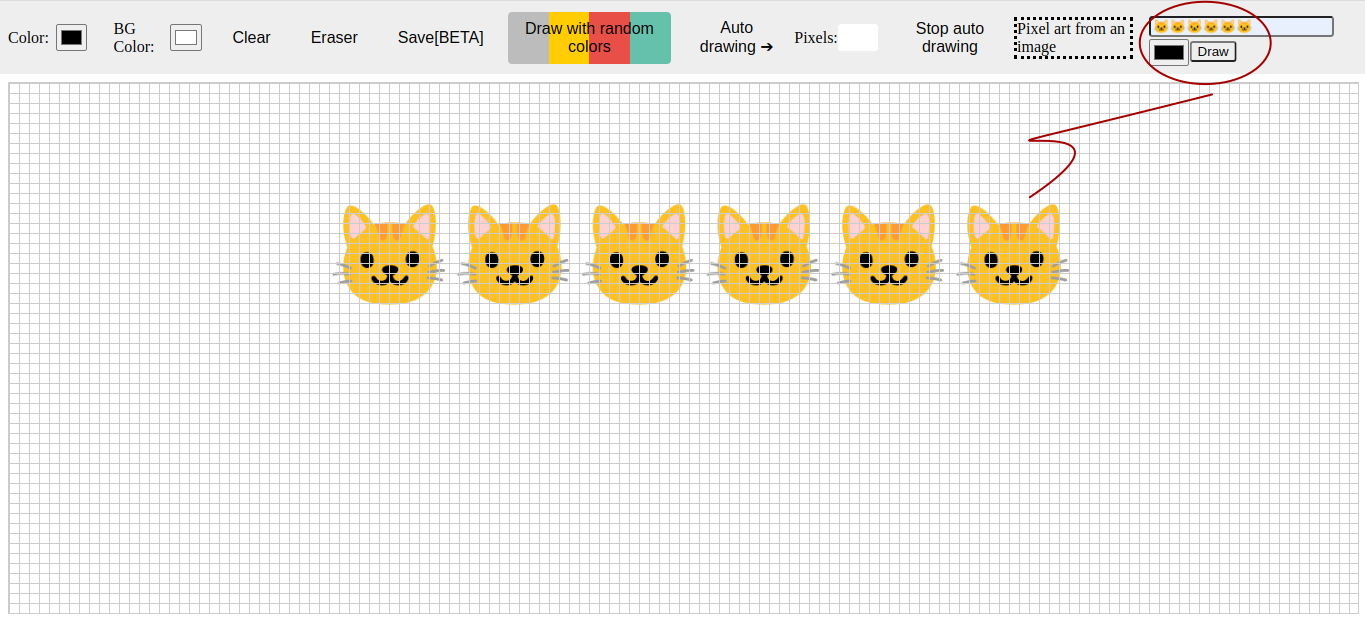 Color:
BG
Color:
Clear
Eraser
Save[BETA]
Draw with random
colors
Auto
drawing ➔
Pixels:
Stop auto
drawing
Pixel art from an
image
🐱🐱🐱🐱🐱🐱
Draw